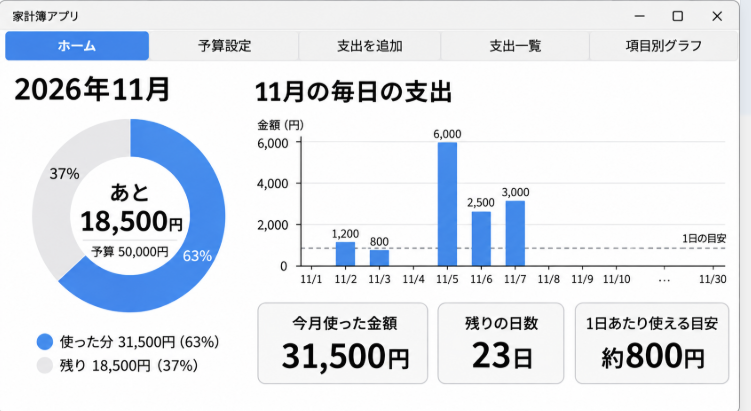 家計簿アプリ
ホーム 予算設定 支出を追加 支出一覧 項目別グラフ
2026年11月
37%
あと
18,500円
予算 50,000円
63%
使った分 31,500円 (63%)
残り 18,500円 (37%)
11月の毎日の支出
金額 (円)
6,000
4,000
2,000
0
1,200
800
6,000
2,500
3,000
1日の目安
11/1 11/2 11/3 11/4 11/5 11/6 11/7 11/8 11/9 11/10 … 11/30
今月使った金額
31,500円
残りの日数
23日
1日あたり使える目安
約800円